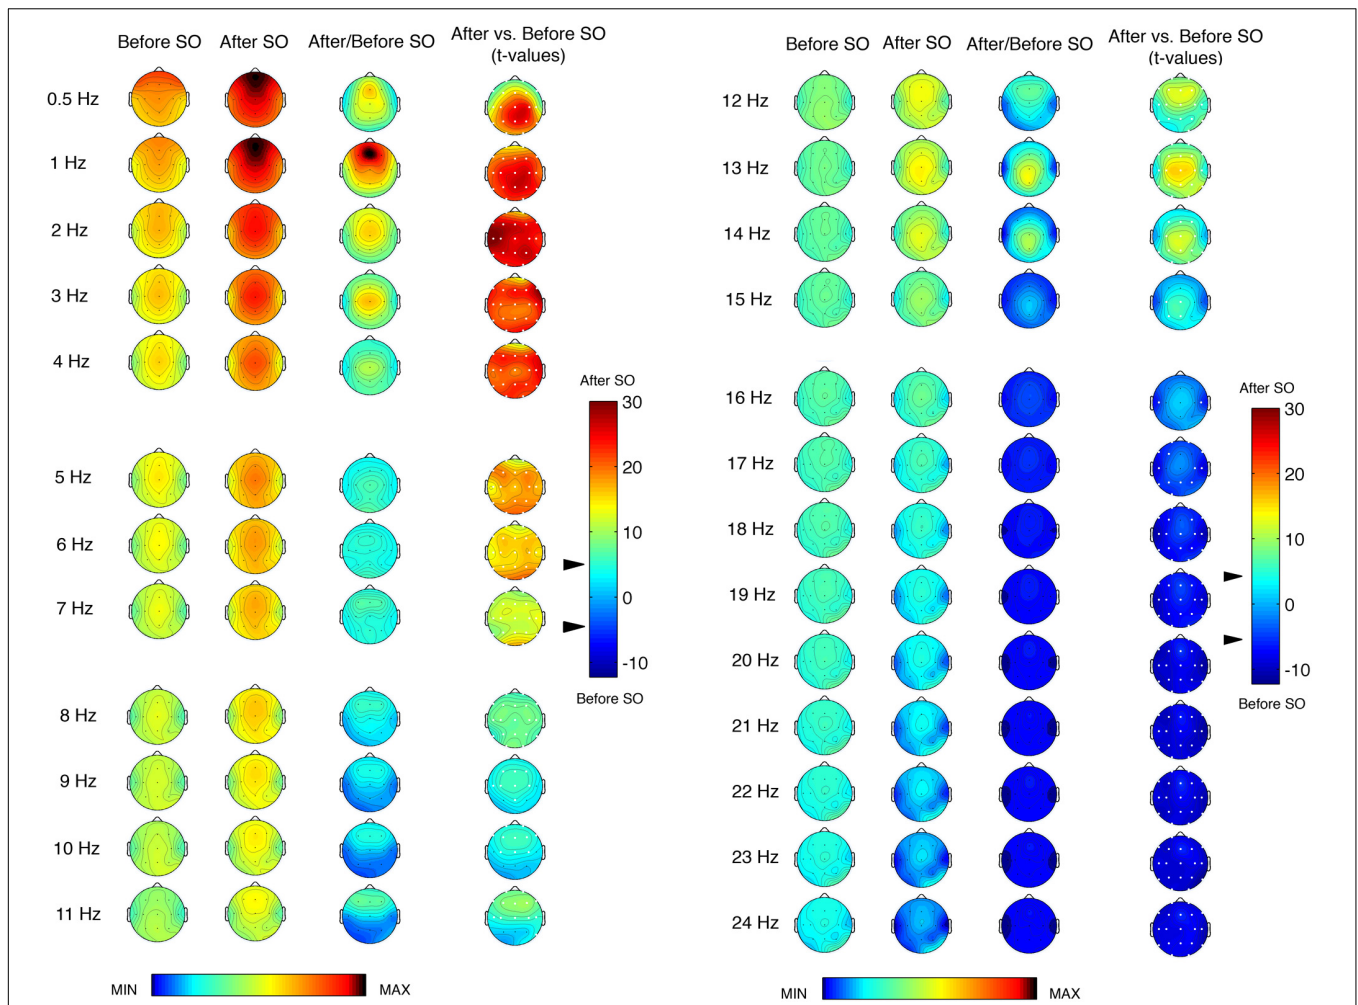 Before SO After SO After/Before SO After vs. Before SO
(t-values)
0.5 Hz
1 Hz
2 Hz
3 Hz
4 Hz
5 Hz
6 Hz
7 Hz
8 Hz
9 Hz
10 Hz
11 Hz
After SO
30
20
10
0
-10
Before SO
MIN MAX
Before SO After SO After/Before SO After vs. Before SO
(t-values)
12 Hz
13 Hz
14 Hz
15 Hz
16 Hz
17 Hz
18 Hz
19 Hz
20 Hz
21 Hz
22 Hz
23 Hz
24 Hz
After SO
30
20
10
0
-10
Before SO
MIN MAX